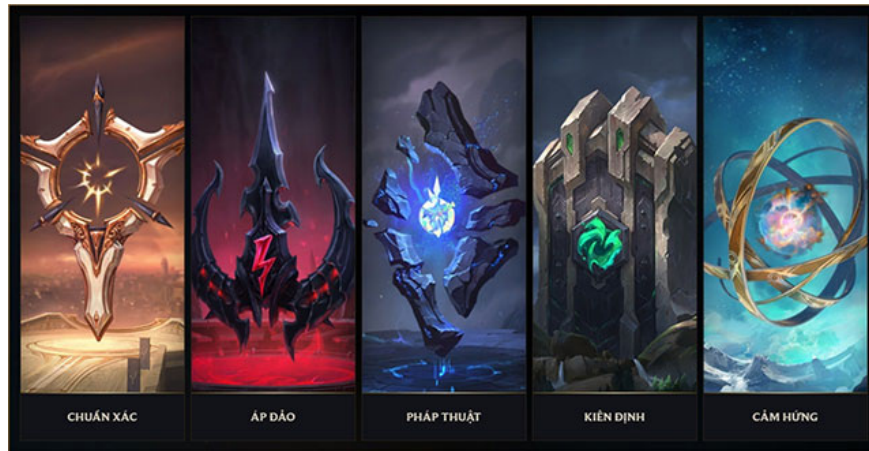 CHUẨN XÁC
ÁP ĐẢO
PHÁP THUẬT
KIÊN ĐỊNH
CẢM HỨNG